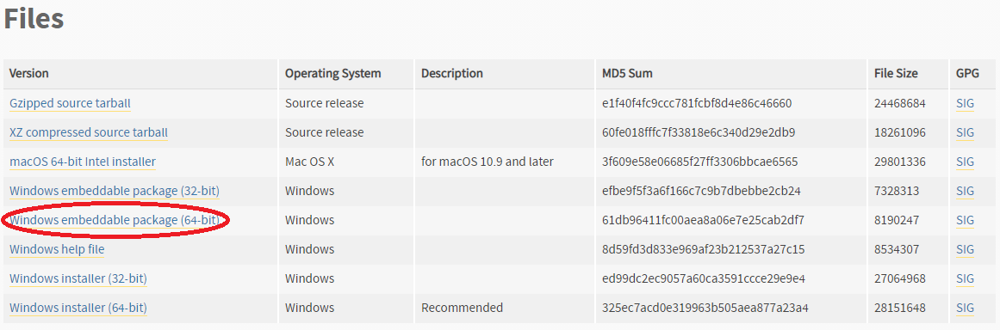 Files
Version Operating System Description MD5 Sum File Size GPG
Gzipped source tarball Source release e1f40f4fc9ccc781fcbf8d4e86c46660 24468684 SIG
XZ compressed source tarball Source release 60fe018fffc7f33818e6c340d29e2db9 18261096 SIG
macOS 64-bit Intel installer Mac OS X for macOS 10.9 and later 3f609e58e06685f27ff3306bbcae6565 29801336 SIG
Windows embeddable package (32-bit) Windows efbe9f5f3a6f166c7c9b7dbebbe2cb24 7328313 SIG
Windows embeddable package (64-bit) Windows 61db96411fc00aea8a06e7e25cab2df7 8190247 SIG
Windows help file Windows 8d59fd3d833e969af23b212537a27c15 8534307 SIG
Windows installer (32-bit) Windows ed99dc2ec9057a60ca3591ccce29e9e4 27064968 SIG
Windows installer (64-bit) Windows Recommended 325ec7acd0e319963b505aea877a23a4 28151648 SIG